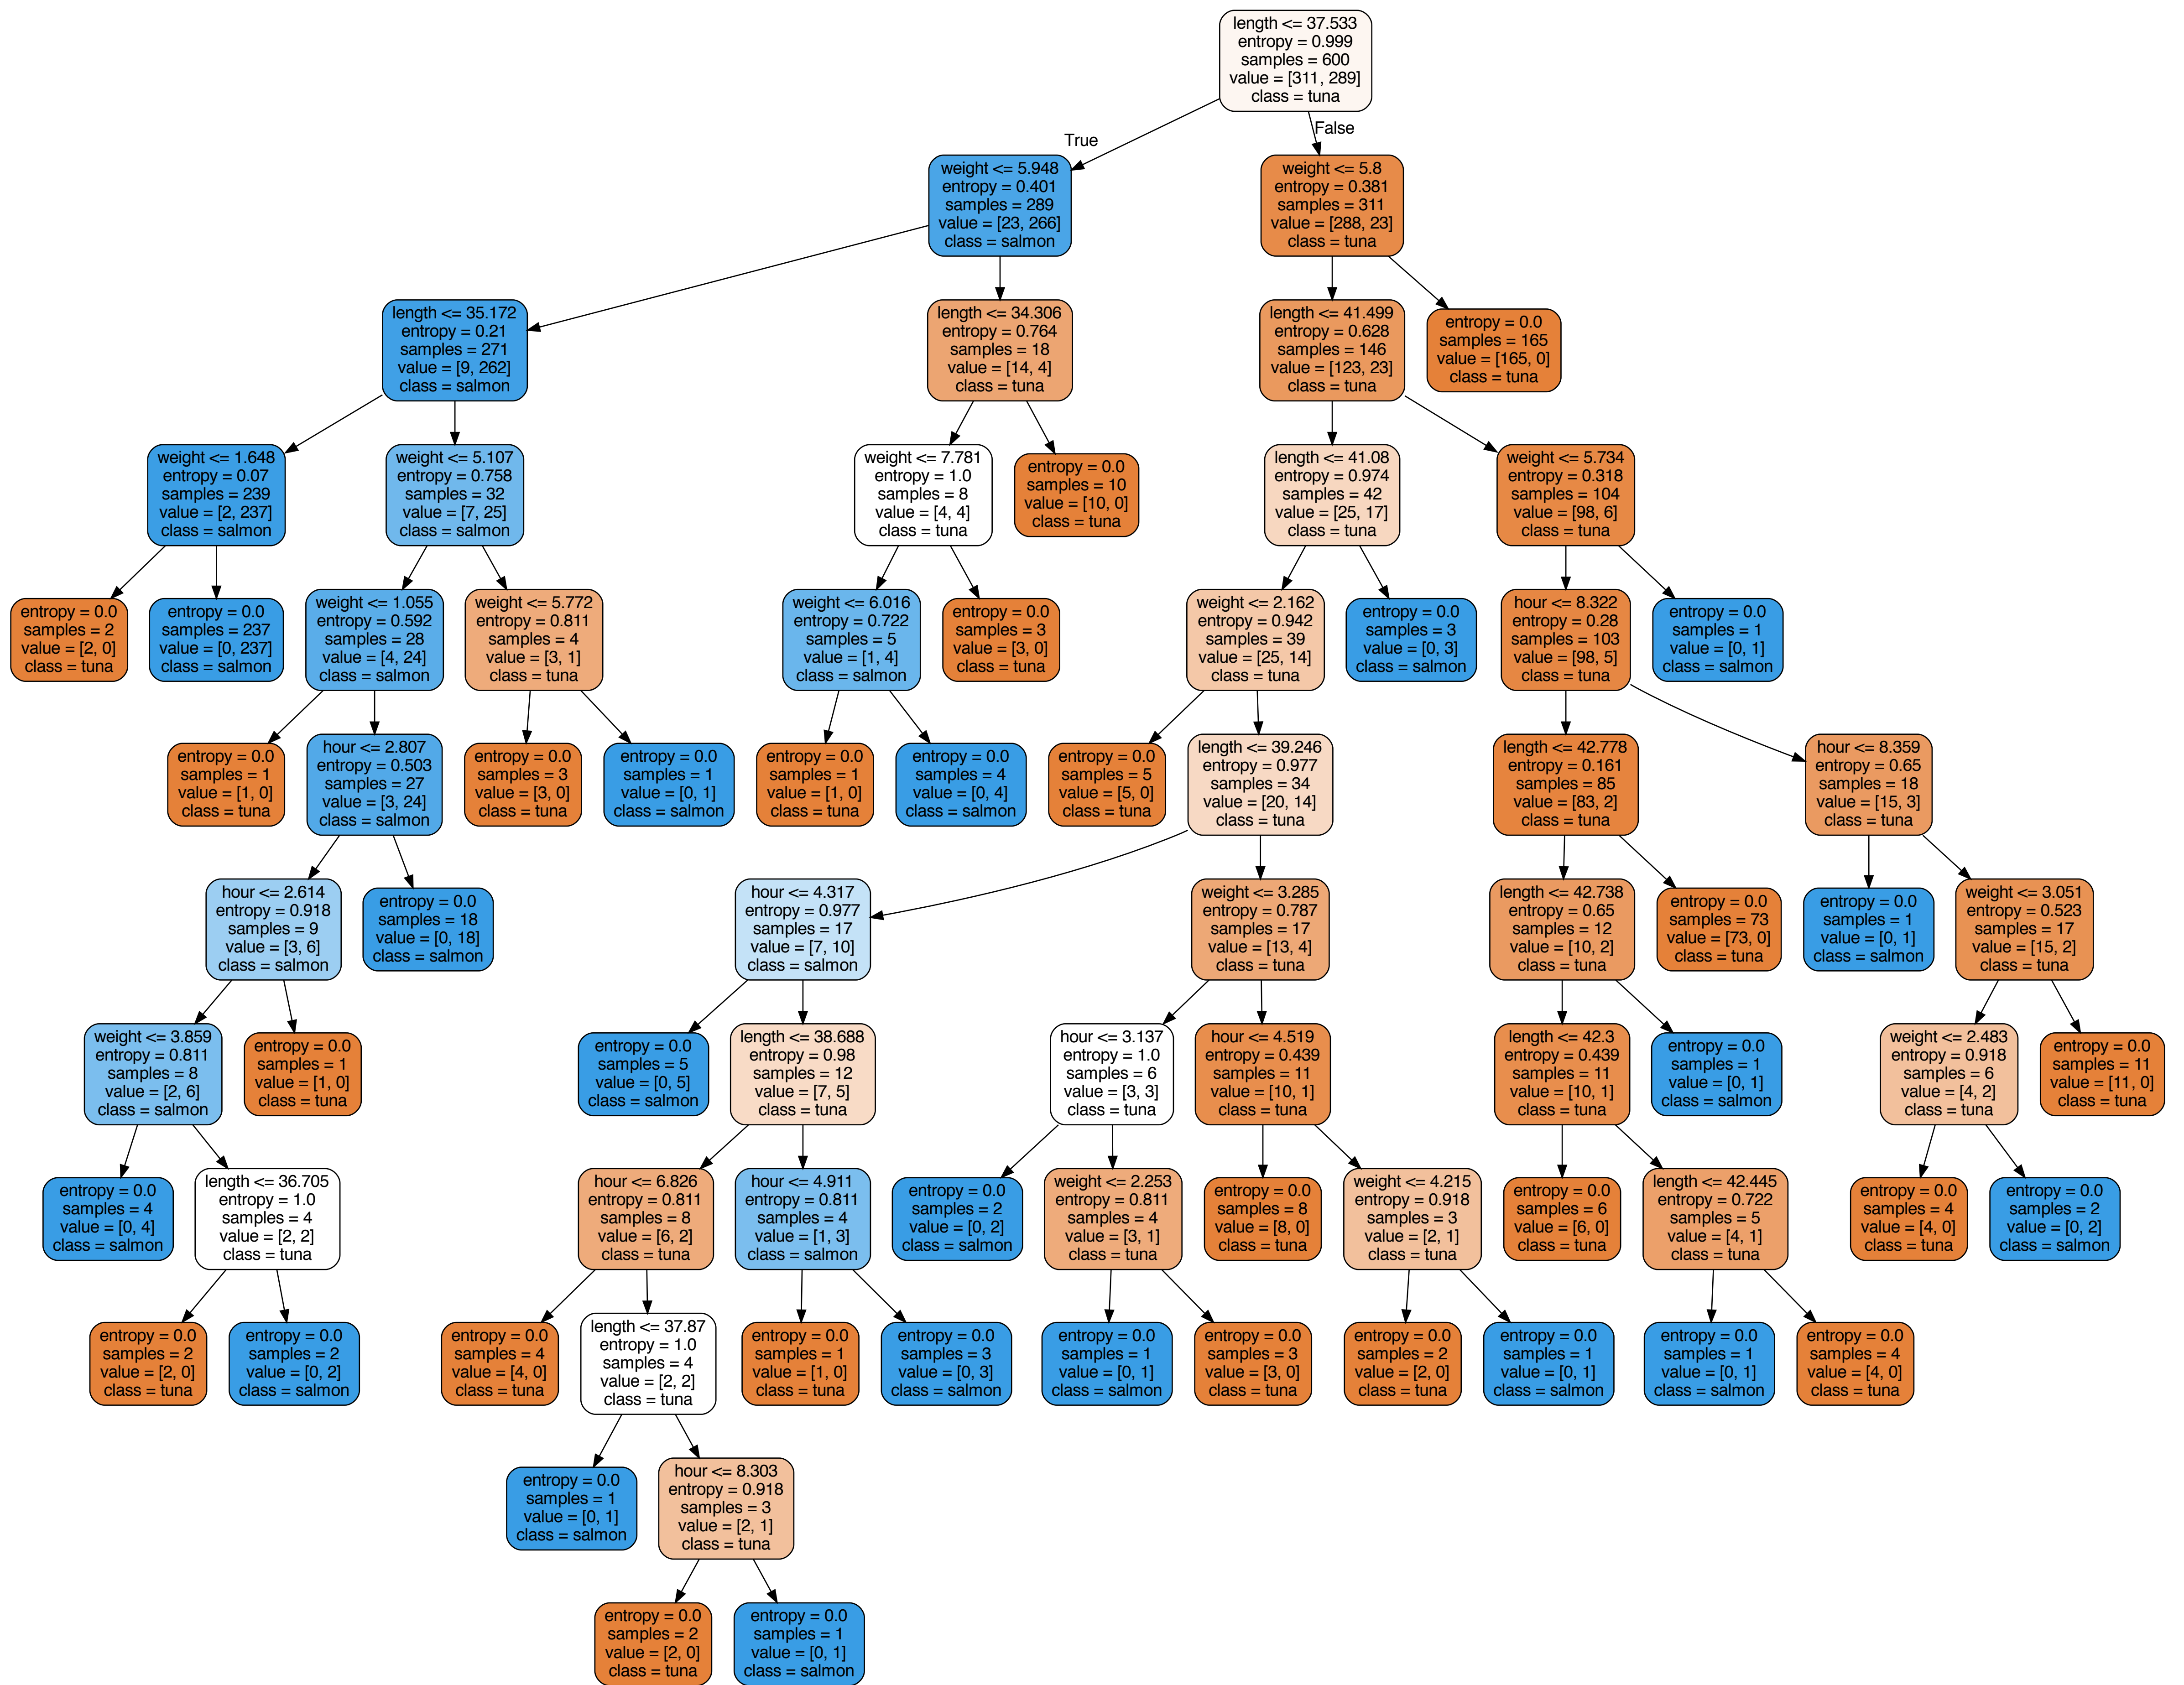 length <= 37.533
entropy = 0.999
samples = 600
value = [311, 289]
class = tuna
True
False
weight <= 5.948
entropy = 0.401
samples = 289
value = [23, 266]
class = salmon
weight <= 5.8
entropy = 0.381
samples = 311
value = [288, 23]
class = tuna
length <= 35.172
entropy = 0.21
samples = 271
value = [9, 262]
class = salmon
length <= 34.306
entropy = 0.764
samples = 18
value = [14, 4]
class = tuna
length <= 41.499
entropy = 0.628
samples = 146
value = [123, 23]
class = tuna
entropy = 0.0
samples = 165
value = [165, 0]
class = tuna
weight <= 1.648
entropy = 0.07
samples = 239
value = [2, 237]
class = salmon
weight <= 5.107
entropy = 0.758
samples = 32
value = [7, 25]
class = salmon
weight <= 7.781
entropy = 1.0
samples = 8
value = [4, 4]
class = tuna
entropy = 0.0
samples = 10
value = [10, 0]
class = tuna
length <= 41.08
entropy = 0.974
samples = 42
value = [25, 17]
class = tuna
weight <= 5.734
entropy = 0.318
samples = 104
value = [98, 6]
class = tuna
entropy = 0.0
samples = 2
value = [2, 0]
class = tuna
entropy = 0.0
samples = 237
value = [0, 237]
class = salmon
weight <= 1.055
entropy = 0.592
samples = 28
value = [4, 24]
class = salmon
weight <= 5.772
entropy = 0.811
samples = 4
value = [3, 1]
class = tuna
weight <= 6.016
entropy = 0.722
samples = 5
value = [1, 4]
class = salmon
entropy = 0.0
samples = 3
value = [3, 0]
class = tuna
weight <= 2.162
entropy = 0.942
samples = 39
value = [25, 14]
class = tuna
entropy = 0.0
samples = 3
value = [0, 3]
class = salmon
hour <= 8.322
entropy = 0.28
samples = 103
value = [98, 5]
class = tuna
entropy = 0.0
samples = 1
value = [0, 1]
class = salmon
entropy = 0.0
samples = 1
value = [1, 0]
class = tuna
hour <= 2.807
entropy = 0.503
samples = 27
value = [3, 24]
class = salmon
entropy = 0.0
samples = 3
value = [3, 0]
class = tuna
entropy = 0.0
samples = 1
value = [0, 1]
class = salmon
entropy = 0.0
samples = 1
value = [1, 0]
class = tuna
entropy = 0.0
samples = 4
value = [0, 4]
class = salmon
entropy = 0.0
samples = 5
value = [5, 0]
class = tuna
length <= 39.246
entropy = 0.977
samples = 34
value = [20, 14]
class = tuna
length <= 42.778
entropy = 0.161
samples = 85
value = [83, 2]
class = tuna
hour <= 8.359
entropy = 0.65
samples = 18
value = [15, 3]
class = tuna
hour <= 2.614
entropy = 0.918
samples = 9
value = [3, 6]
class = salmon
entropy = 0.0
samples = 18
value = [0, 18]
class = salmon
hour <= 4.317
entropy = 0.977
samples = 17
value = [7, 10]
class = salmon
weight <= 3.285
entropy = 0.787
samples = 17
value = [13, 4]
class = tuna
length <= 42.738
entropy = 0.65
samples = 12
value = [10, 2]
class = tuna
entropy = 0.0
samples = 73
value = [73, 0]
class = tuna
entropy = 0.0
samples = 1
value = [0, 1]
class = salmon
weight <= 3.051
entropy = 0.523
samples = 17
value = [15, 2]
class = tuna
weight <= 3.859
entropy = 0.811
samples = 8
value = [2, 6]
class = salmon
entropy = 0.0
samples = 1
value = [1, 0]
class = tuna
entropy = 0.0
samples = 5
value = [0, 5]
class = salmon
length <= 38.688
entropy = 0.98
samples = 12
value = [7, 5]
class = tuna
hour <= 3.137
entropy = 1.0
samples = 6
value = [3, 3]
class = tuna
hour <= 4.519
entropy = 0.439
samples = 11
value = [10, 1]
class = tuna
length <= 42.3
entropy = 0.439
samples = 11
value = [10, 1]
class = tuna
entropy = 0.0
samples = 1
value = [0, 1]
class = salmon
weight <= 2.483
entropy = 0.918
samples = 6
value = [4, 2]
class = tuna
entropy = 0.0
samples = 11
value = [11, 0]
class = tuna
entropy = 0.0
samples = 4
value = [0, 4]
class = salmon
length <= 36.705
entropy = 1.0
samples = 4
value = [2, 2]
class = tuna
hour <= 6.826
entropy = 0.811
samples = 8
value = [6, 2]
class = tuna
hour <= 4.911
entropy = 0.811
samples = 4
value = [1, 3]
class = salmon
entropy = 0.0
samples = 2
value = [0, 2]
class = salmon
weight <= 2.253
entropy = 0.811
samples = 4
value = [3, 1]
class = tuna
entropy = 0.0
samples = 8
value = [8, 0]
class = tuna
weight <= 4.215
entropy = 0.918
samples = 3
value = [2, 1]
class = tuna
entropy = 0.0
samples = 6
value = [6, 0]
class = tuna
length <= 42.445
entropy = 0.722
samples = 5
value = [4, 1]
class = tuna
entropy = 0.0
samples = 4
value = [4, 0]
class = tuna
entropy = 0.0
samples = 2
value = [0, 2]
class = salmon
entropy = 0.0
samples = 2
value = [2, 0]
class = tuna
entropy = 0.0
samples = 2
value = [0, 2]
class = salmon
entropy = 0.0
samples = 4
value = [4, 0]
class = tuna
length <= 37.87
entropy = 1.0
samples = 4
value = [2, 2]
class = tuna
entropy = 0.0
samples = 1
value = [1, 0]
class = tuna
entropy = 0.0
samples = 3
value = [0, 3]
class = salmon
entropy = 0.0
samples = 1
value = [0, 1]
class = salmon
entropy = 0.0
samples = 3
value = [3, 0]
class = tuna
entropy = 0.0
samples = 2
value = [2, 0]
class = tuna
entropy = 0.0
samples = 1
value = [0, 1]
class = salmon
entropy = 0.0
samples = 1
value = [0, 1]
class = salmon
entropy = 0.0
samples = 4
value = [4, 0]
class = tuna
entropy = 0.0
samples = 1
value = [0, 1]
class = salmon
hour <= 8.303
entropy = 0.918
samples = 3
value = [2, 1]
class = tuna
entropy = 0.0
samples = 2
value = [2, 0]
class = tuna
entropy = 0.0
samples = 1
value = [0, 1]
class = salmon